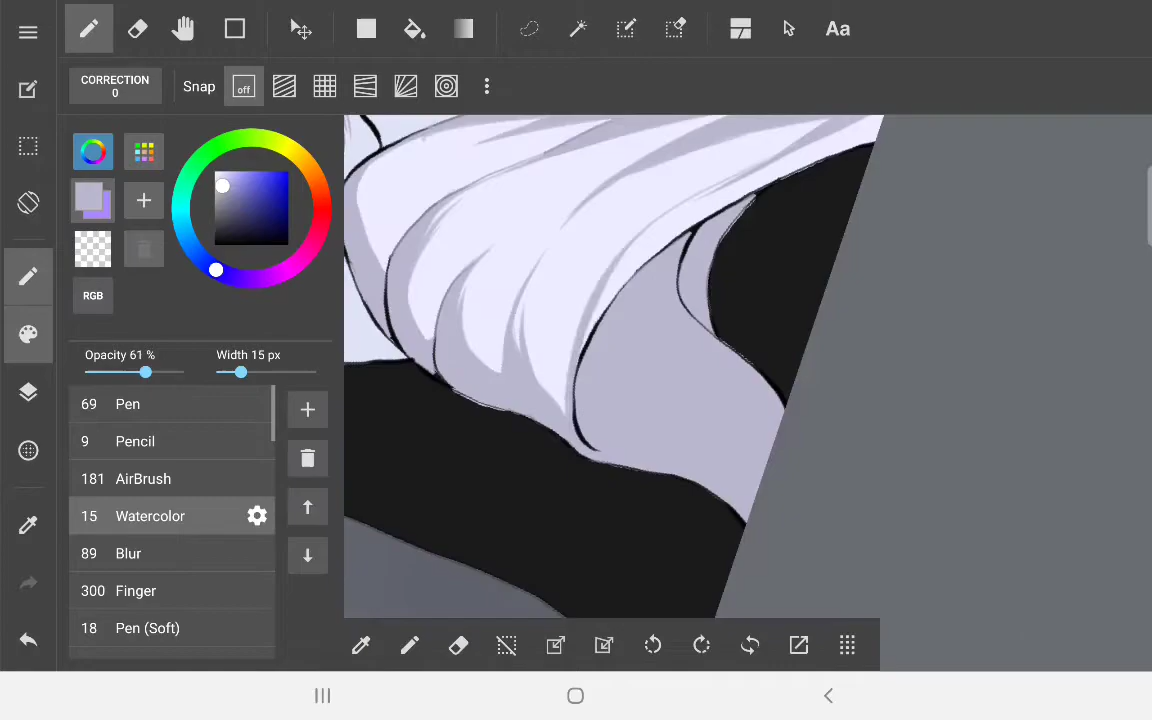 Aa
CORRECTION
0
Snap
off
RGB
Opacity 61 %
Width 15 px
69 Pen
9 Pencil
181 AirBrush
15 Watercolor
89 Blur
300 Finger
18 Pen (Soft)